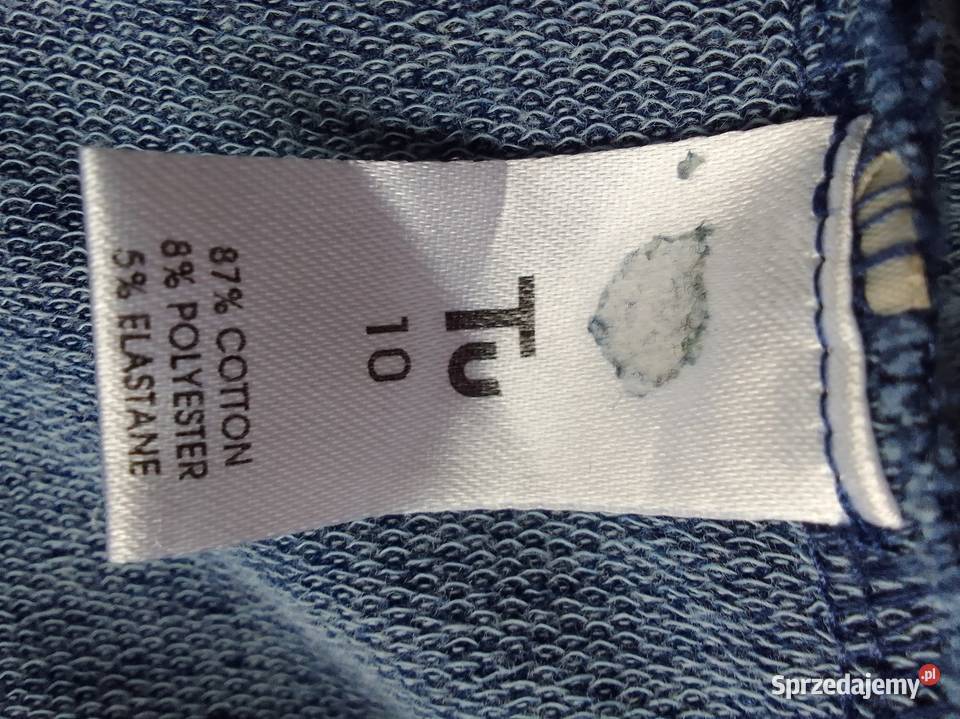 Tu
10
87% COTTON
8% POLYESTER
5% ELASTANE
Sprzedajemy.pl